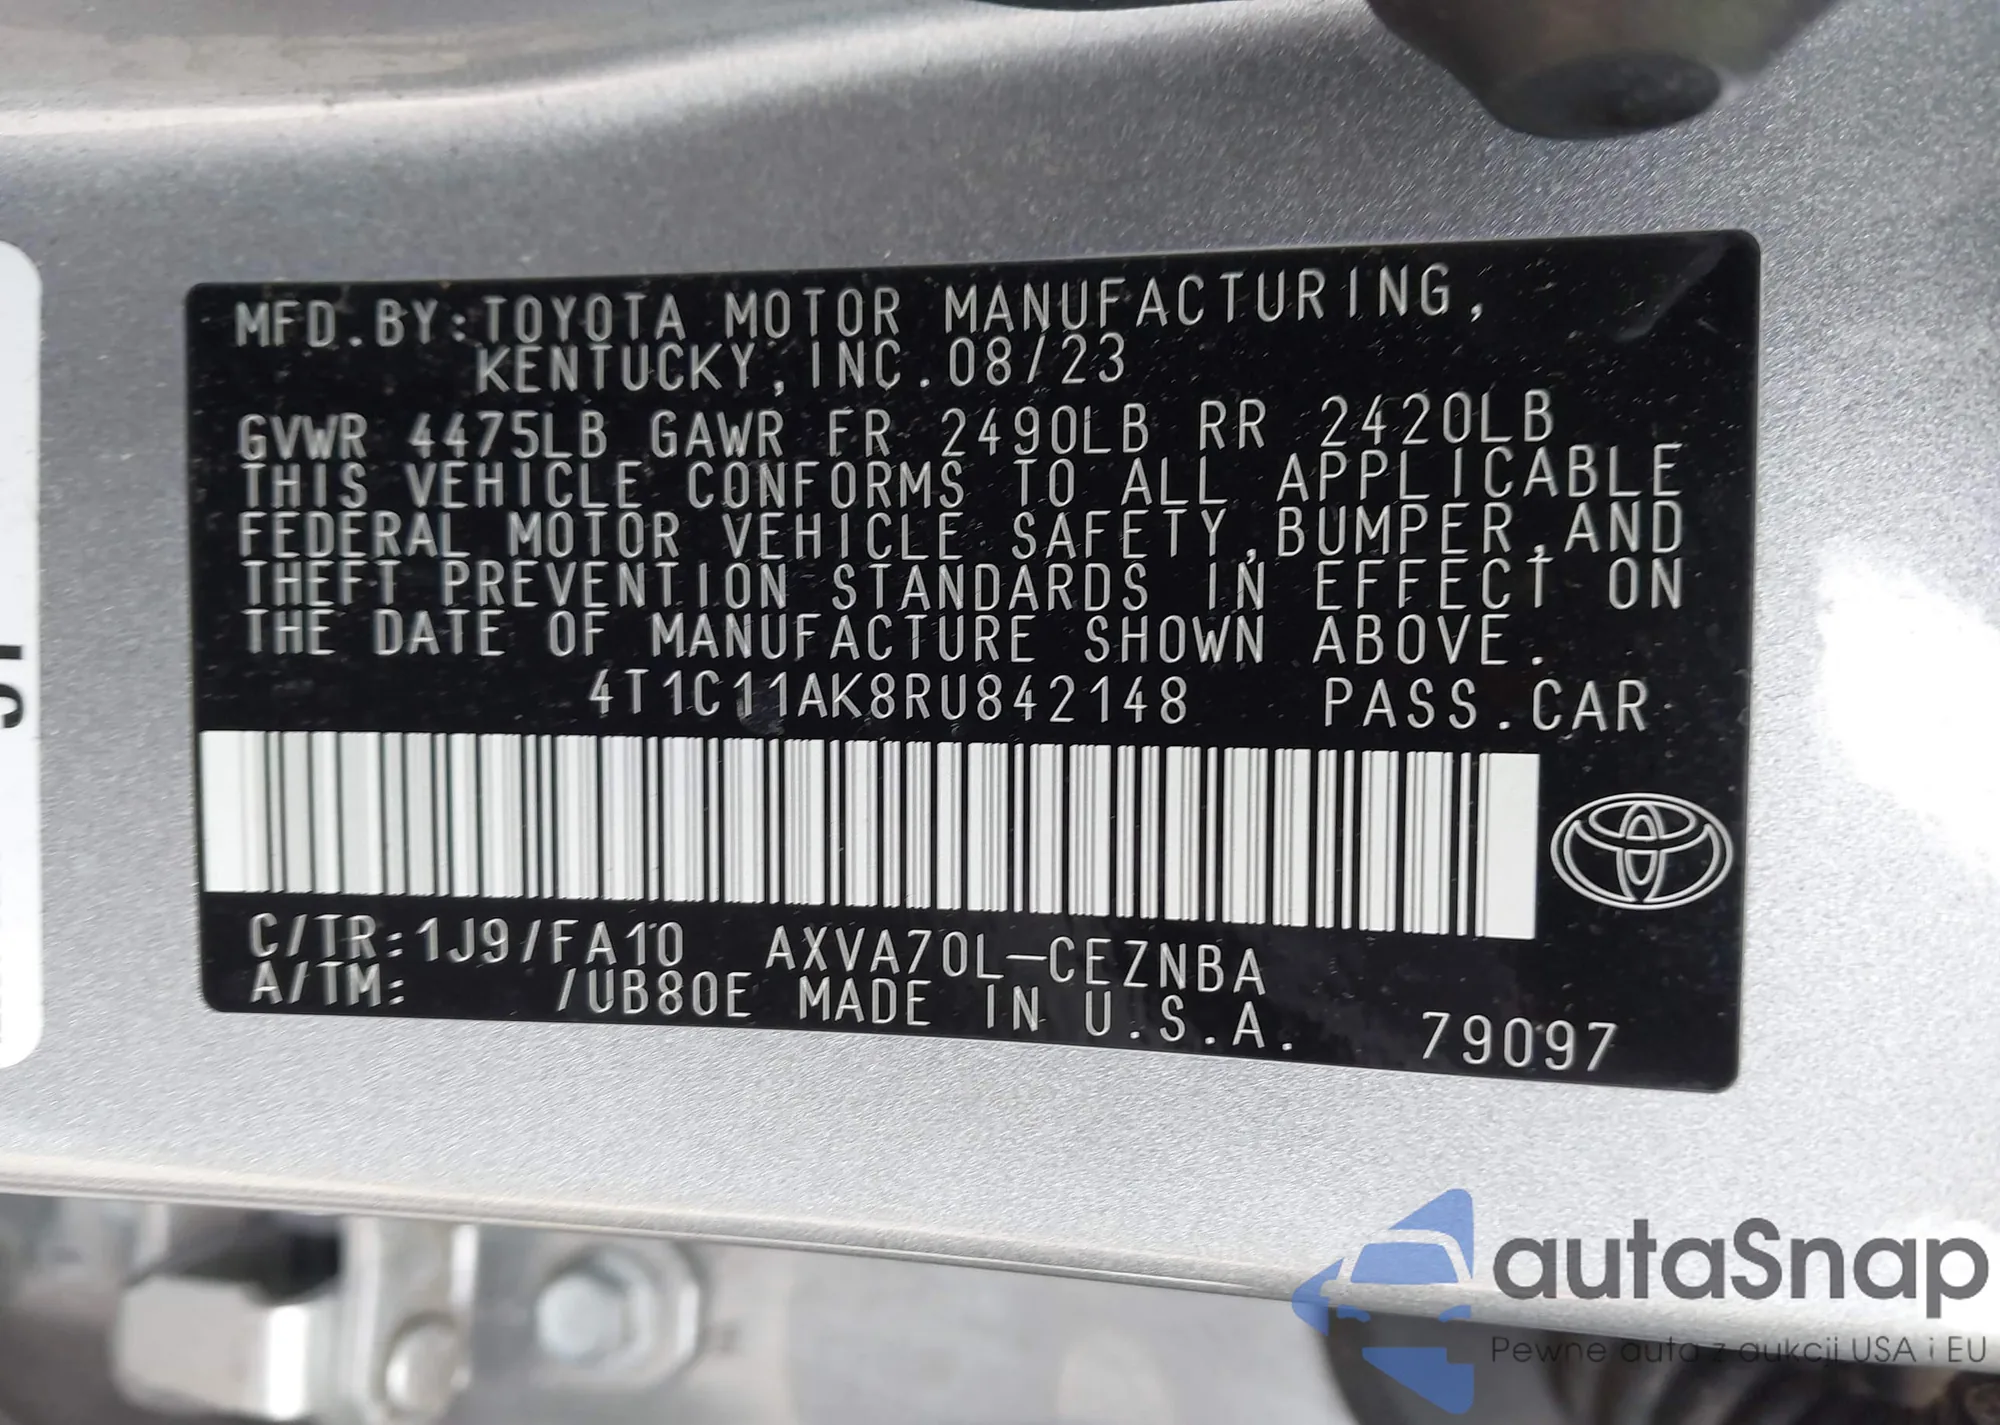 MFD.BY:TOYOTA MOTOR MANUFACTURING,
KENTUCKY,INC.08/23
GVWR 4475LB GAWR FR 2490LB RR 2420LB
THIS VEHICLE CONFORMS TO ALL APPLICABLE
FEDERAL MOTOR VEHICLE SAFETY,BUMPER,AND
THEFT PREVENTION STANDARDS IN EFFECT ON
THE DATE OF MANUFACTURE SHOWN ABOVE.
4T1C11AK8RU842148 PASS.CAR
C/TR:1J9/FA10 AXVA70L-CEZNBA
A/TM: /UB80E MADE IN U.S.A. 79097
autaSnap
Pewne auta z aukcji USA i EU